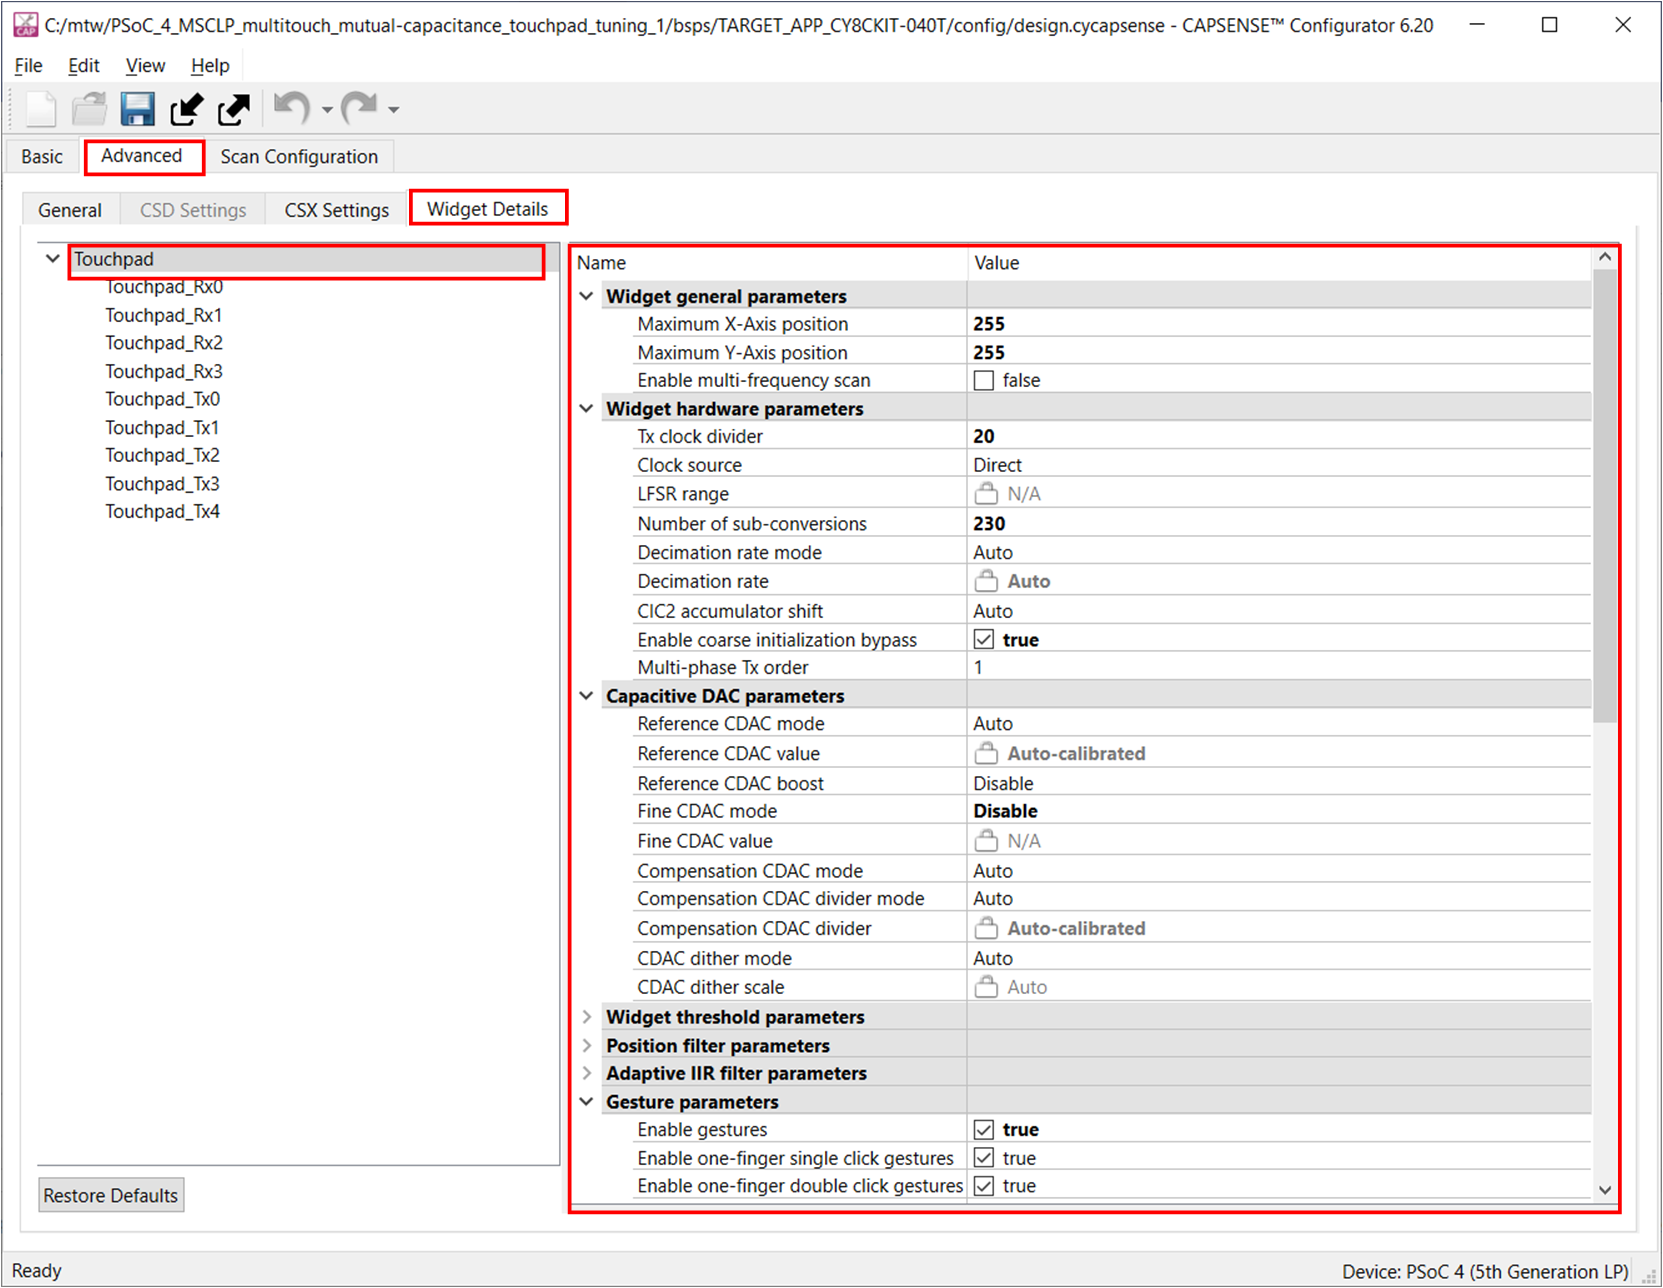 C:/mtw/PSoC_4_MSCLP_multitouch_mutual-capacitance_touchpad_tuning_1/bsps/TARGET_APP_CY8CKIT-040T/config/design.cycapsense - CAPSENSE™ Configurator 6.20
File Edit View Help
Basic Advanced Scan Configuration
General CSD Settings CSX Settings Widget Details
Touchpad
Touchpad_Rx0
Touchpad_Rx1
Touchpad_Rx2
Touchpad_Rx3
Touchpad_Tx0
Touchpad_Tx1
Touchpad_Tx2
Touchpad_Tx3
Touchpad_Tx4
Restore Defaults
Name Value
Widget general parameters
Maximum X-Axis position 255
Maximum Y-Axis position 255
Enable multi-frequency scan false
Widget hardware parameters
Tx clock divider 20
Clock source Direct
LFSR range N/A
Number of sub-conversions 230
Decimation rate mode Auto
Decimation rate Auto
CIC2 accumulator shift Auto
Enable coarse initialization bypass true
Multi-phase Tx order 1
Capacitive DAC parameters
Reference CDAC mode Auto
Reference CDAC value Auto-calibrated
Reference CDAC boost Disable
Fine CDAC mode Disable
Fine CDAC value N/A
Compensation CDAC mode Auto
Compensation CDAC divider mode Auto
Compensation CDAC divider Auto-calibrated
CDAC dither mode Auto
CDAC dither scale Auto
Widget threshold parameters
Position filter parameters
Adaptive IIR filter parameters
Gesture parameters
Enable gestures true
Enable one-finger single click gestures true
Enable one-finger double click gestures true
Ready Device: PSoC 4 (5th Generation LP)